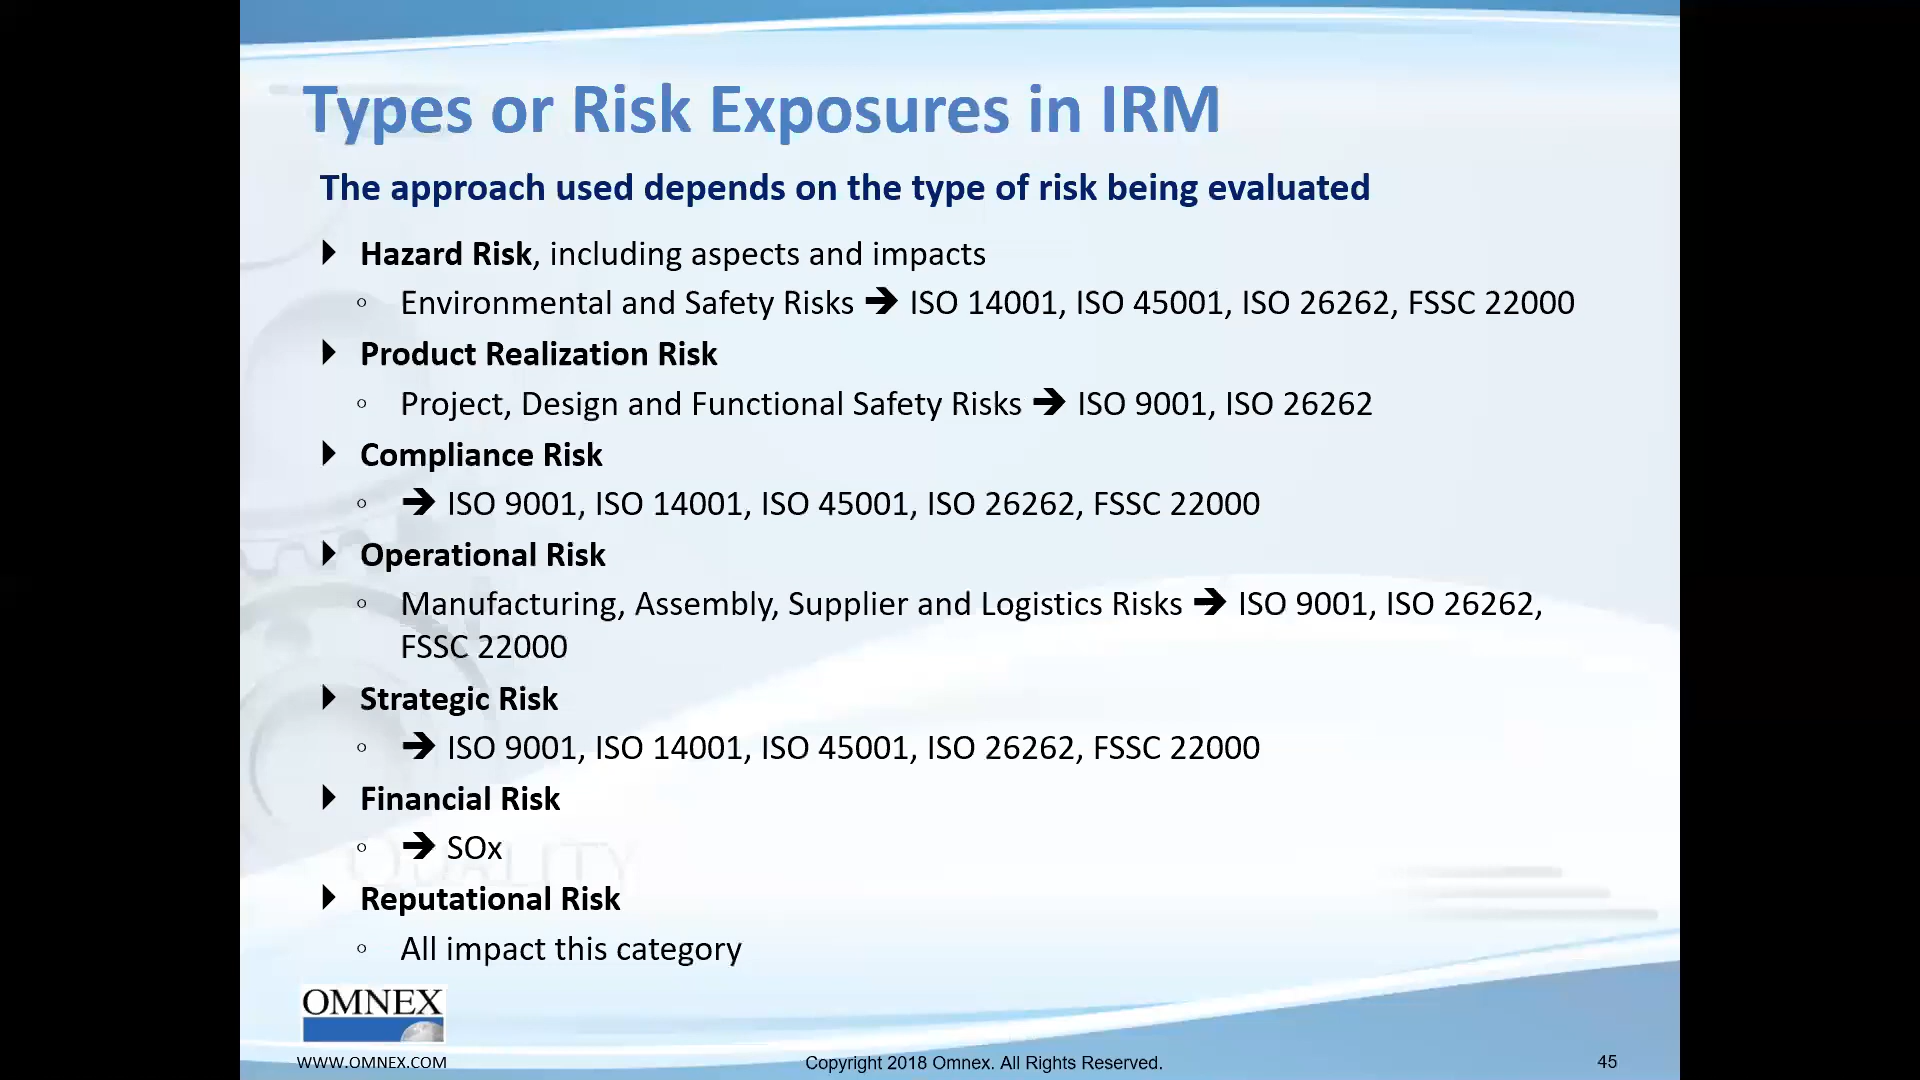 Types or Risk Exposures in IRM
The approach used depends on the type of risk being evaluated
Hazard Risk, including aspects and impacts
Environmental and Safety Risks ➔ ISO 14001, ISO 45001, ISO 26262, FSSC 22000
Product Realization Risk
Project, Design and Functional Safety Risks ➔ ISO 9001, ISO 26262
Compliance Risk
➔ ISO 9001, ISO 14001, ISO 45001, ISO 26262, FSSC 22000
Operational Risk
Manufacturing, Assembly, Supplier and Logistics Risks ➔ ISO 9001, ISO 26262,
FSSC 22000
Strategic Risk
➔ ISO 9001, ISO 14001, ISO 45001, ISO 26262, FSSC 22000
Financial Risk
➔ SOx
QUALITY
Reputational Risk
All impact this category
OMNEX
WWW.OMNEX.COM
Copyright 2018 Omnex. All Rights Reserved.
45